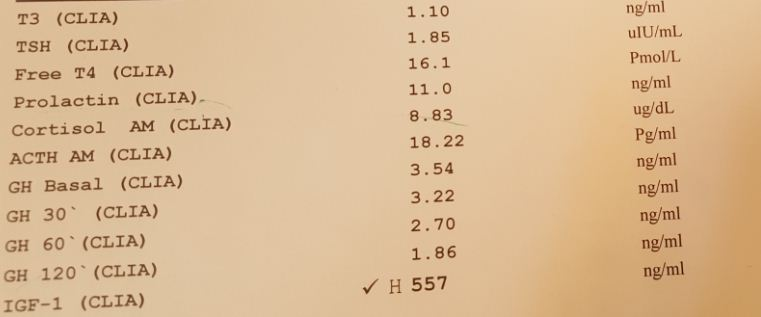 T3 (CLIA) 1.10 ng/ml
TSH (CLIA) 1.85 uIU/mL
Free T4 (CLIA) 16.1 Pmol/L
Prolactin (CLIA) 11.0 ng/ml
Cortisol AM (CLIA) 8.83 ug/dL
ACTH AM (CLIA) 18.22 Pg/ml
GH Basal (CLIA) 3.54 ng/ml
GH 30` (CLIA) 3.22 ng/ml
GH 60`(CLIA) 2.70 ng/ml
GH 120`(CLIA) 1.86 ng/ml
IGF-1 (CLIA) ✓ H 557 ng/ml